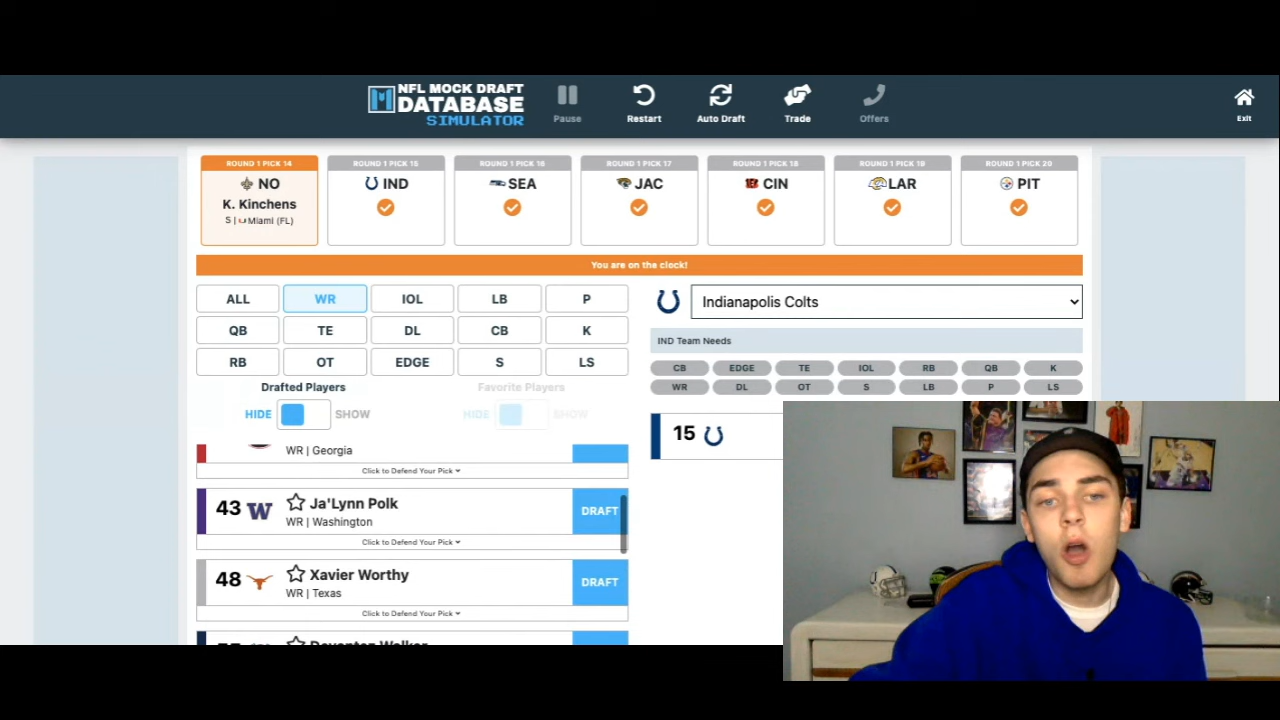 NFL MOCK DRAFT
DATABASE
SIMULATOR
Pause
Restart
Auto Draft
Trade
Offers
Exit
ROUND 1 PICK 14
NO
K. Kinchens
S | Miami (FL)
ROUND 1 PICK 15
IND
ROUND 1 PICK 16
SEA
ROUND 1 PICK 17
JAC
ROUND 1 PICK 18
CIN
ROUND 1 PICK 19
LAR
ROUND 1 PICK 20
PIT
You are on the clock!
ALL WR IOL LB P
QB TE DL CB K
RB OT EDGE S LS
Drafted Players
HIDE SHOW
Favorite Players
HIDE SHOW
WR | Georgia
Click to Defend Your Pick
43 W Ja'Lynn Polk
WR | Washington
DRAFT
Click to Defend Your Pick
48 Xavier Worthy
WR | Texas
DRAFT
Click to Defend Your Pick
Indianapolis Colts
IND Team Needs
CB EDGE TE IOL RB QB K
WR DL OT S LB P LS
15